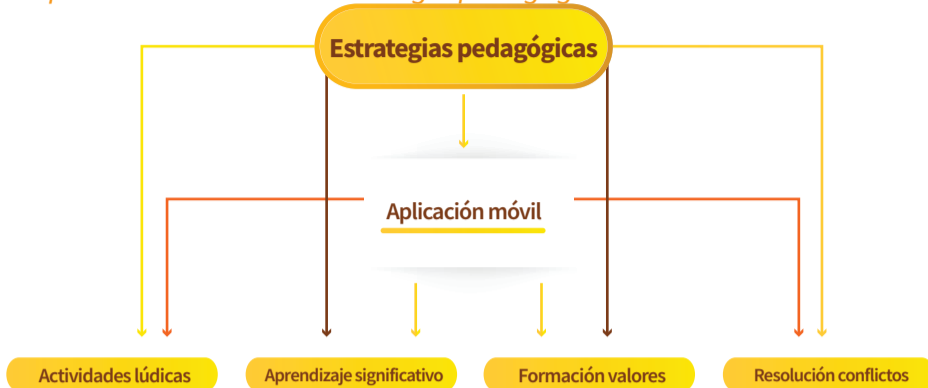 Estrategias pedagógicas
Aplicación móvil
Actividades lúdicas
Aprendizaje significativo
Formación valores
Resolución conflictos